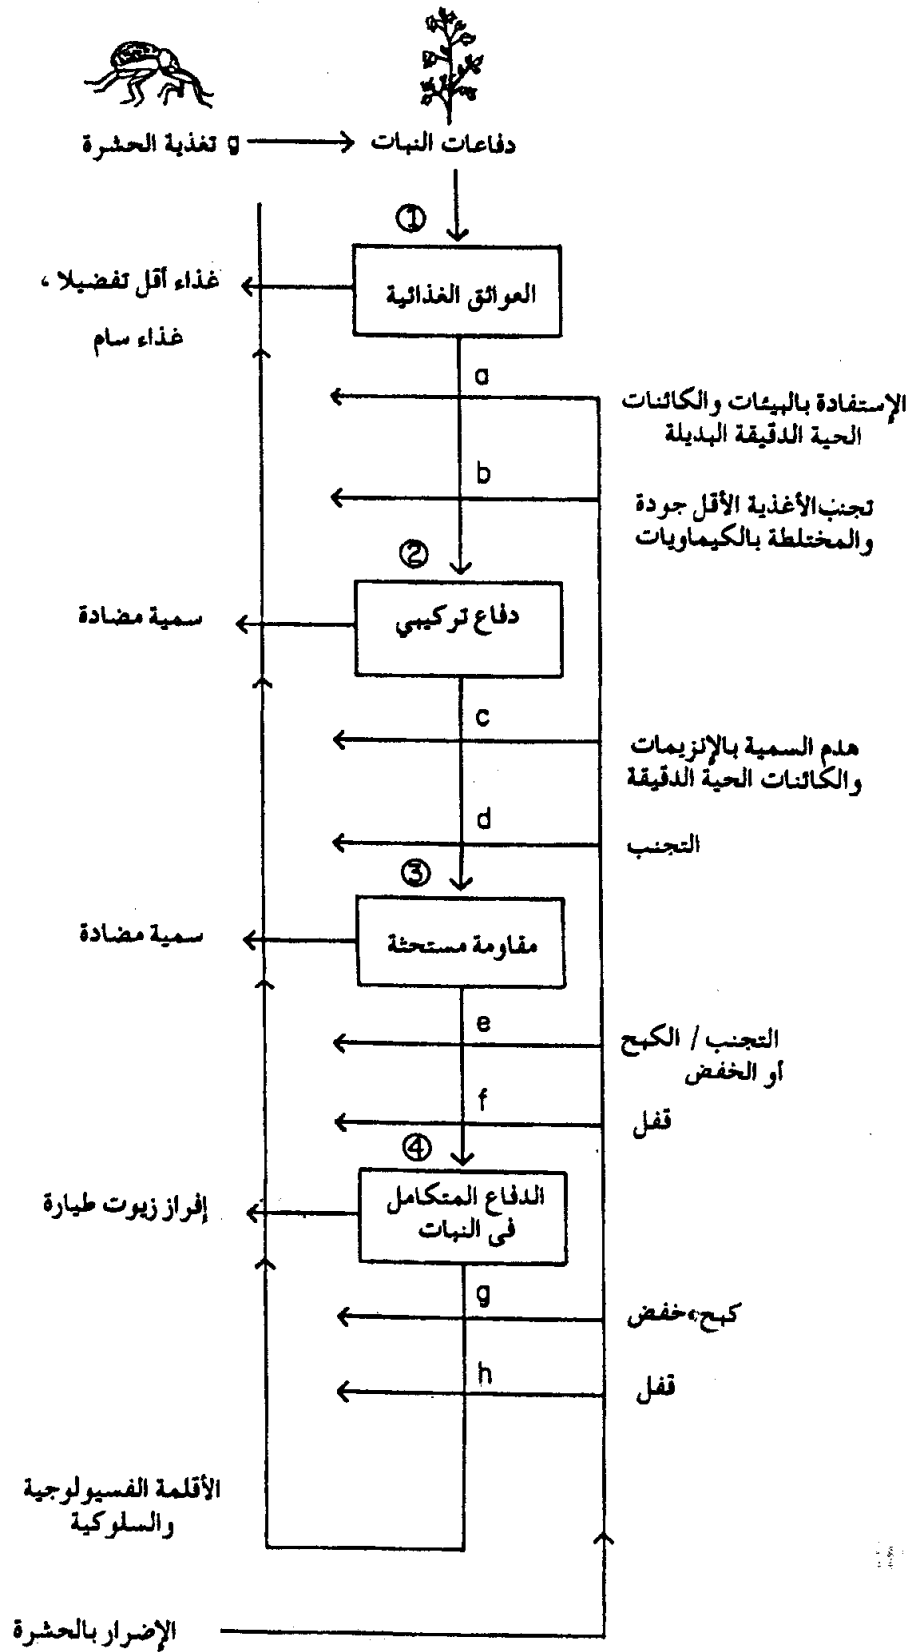 g تغذية الحشرة
دفاعات النبات
①
العوائق الغذائية
غذاء أقل تفضيلا ،
غذاء سام
a
الإستفادة بالبيئات والكائنات
الحية الدقيقة البديلة
b
تجنب الأغذية الأقل جودة
والمختلطة بالكيماويات
②
دفاع تركيبي
سمية مضادة
c
هدم السمية بالإنزيمات
والكائنات الحية الدقيقة
d
التجنب
③
مقاومة مستحثة
سمية مضادة
e
التجنب / الكبح
أو الخفض
f
قفل
④
الدفاع المتكامل
فى النبات
إفراز زيوت طيارة
g
كبح، خفض
h
قفل
الأقلمة الفسيولوجية
والسلوكية
الإضرار بالحشرة